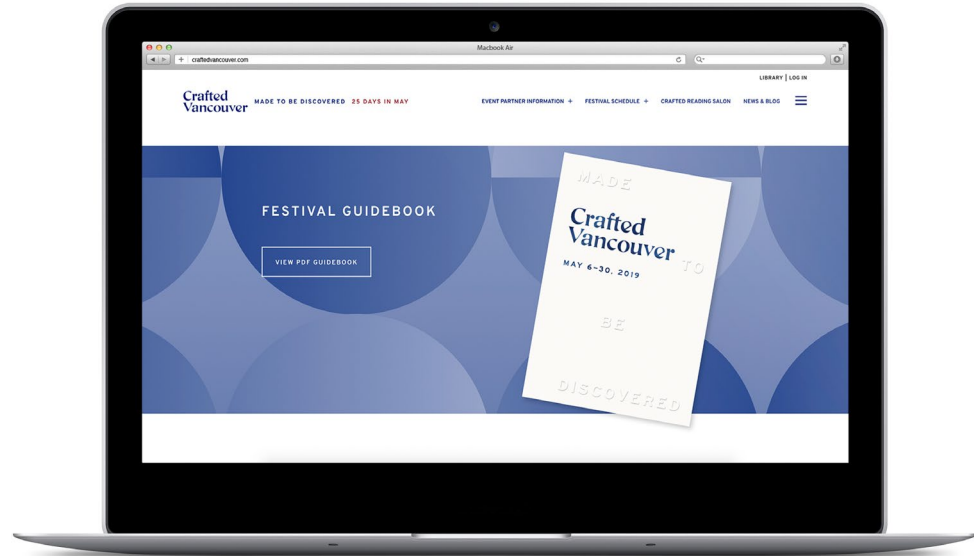 Macbook Air
craftedvancouver.com
LIBRARY | LOG IN
Crafted
Vancouver
MADE TO BE DISCOVERED 25 DAYS IN MAY
EVENT PARTNER INFORMATION +
FESTIVAL SCHEDULE +
CRAFTED READING SALON
NEWS & BLOG
FESTIVAL GUIDEBOOK
VIEW PDF GUIDEBOOK
MADE
Crafted
Vancouver
TO
MAY 6–30, 2019
BE
DISCOVERED